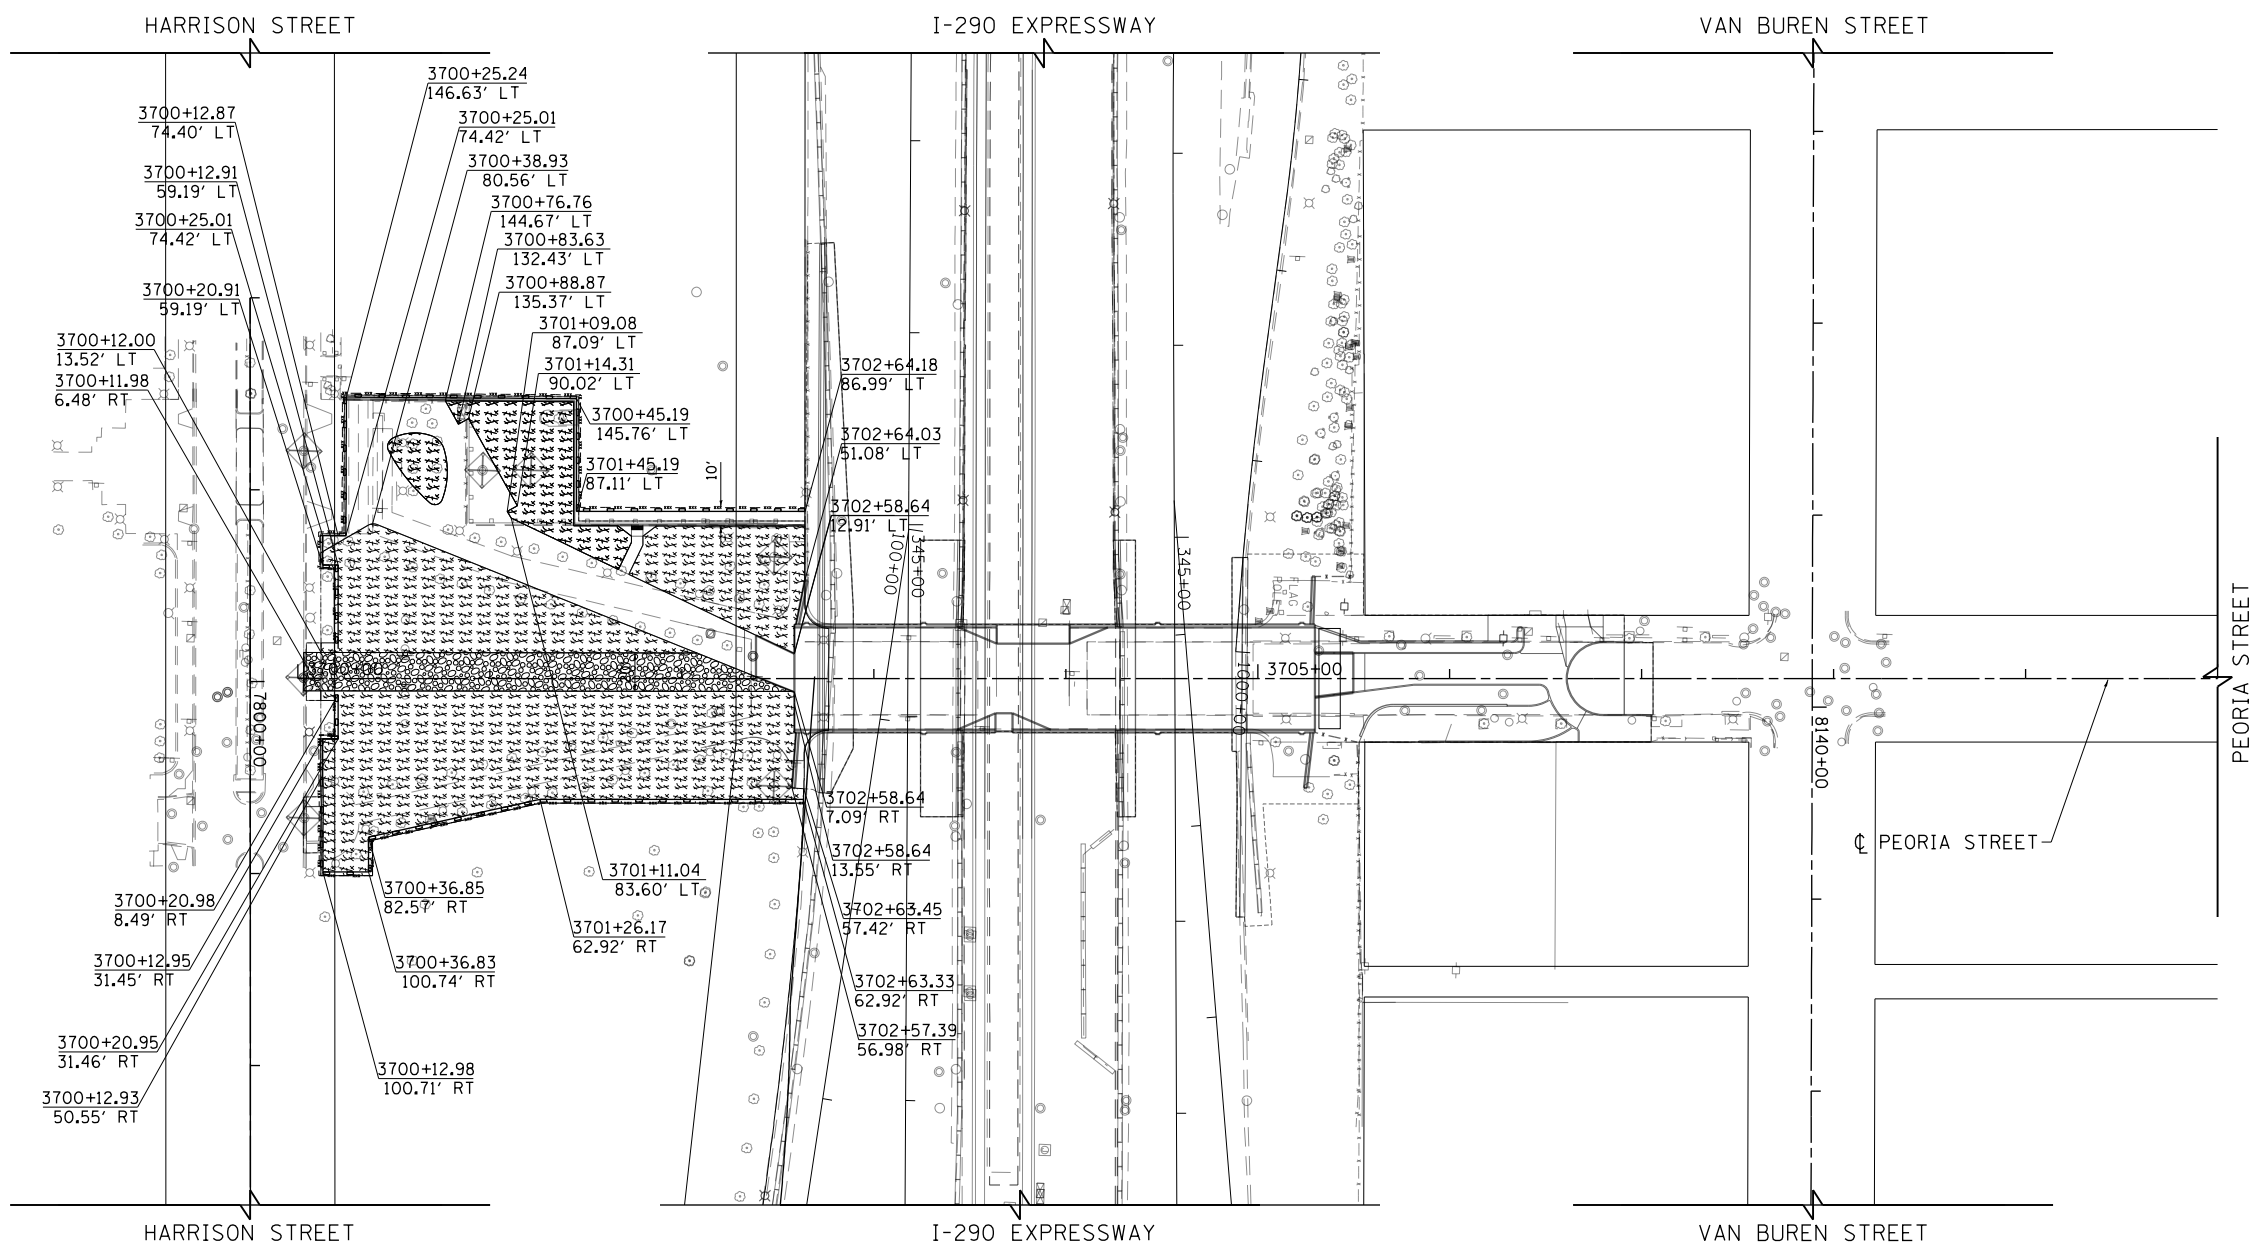 HARRISON STREET
I-290 EXPRESSWAY
VAN BUREN STREET
3700+25.24
146.63' LT
3700+12.87
74.40' LT
3700+25.01
74.42' LT
3700+38.93
80.56' LT
3700+12.91
59.19' LT
3700+76.76
144.67' LT
3700+25.01
74.42' LT
3700+83.63
132.43' LT
3700+20.91
59.19' LT
3700+88.87
135.37' LT
3701+09.08
87.09' LT
3700+12.00
13.52' LT
3701+14.31
90.02' LT
3700+11.98
6.48' RT
3702+64.18
86.99' LT
3700+45.19
145.76' LT
3702+64.03
51.08' LT
3701+45.19
87.11' LT
10'
3702+58.64
12.91' LT
100+00
345+00
345+00
FLAG
POLE
1000+00
3705+00
7800+00
8140+00
PEORIA STREET
℄ PEORIA STREET
3702+58.64
7.09' RT
3702+58.64
13.55' RT
3701+11.04
83.60' LT
3700+36.85
82.57' RT
3700+20.98
8.49' RT
3702+63.45
57.42' RT
3701+26.17
62.92' RT
3700+12.95
31.45' RT
3700+36.83
100.74' RT
3702+63.33
62.92' RT
3702+57.39
56.98' RT
3700+20.95
31.46' RT
3700+12.98
100.71' RT
3700+12.93
50.55' RT
HARRISON STREET
I-290 EXPRESSWAY
VAN BUREN STREET